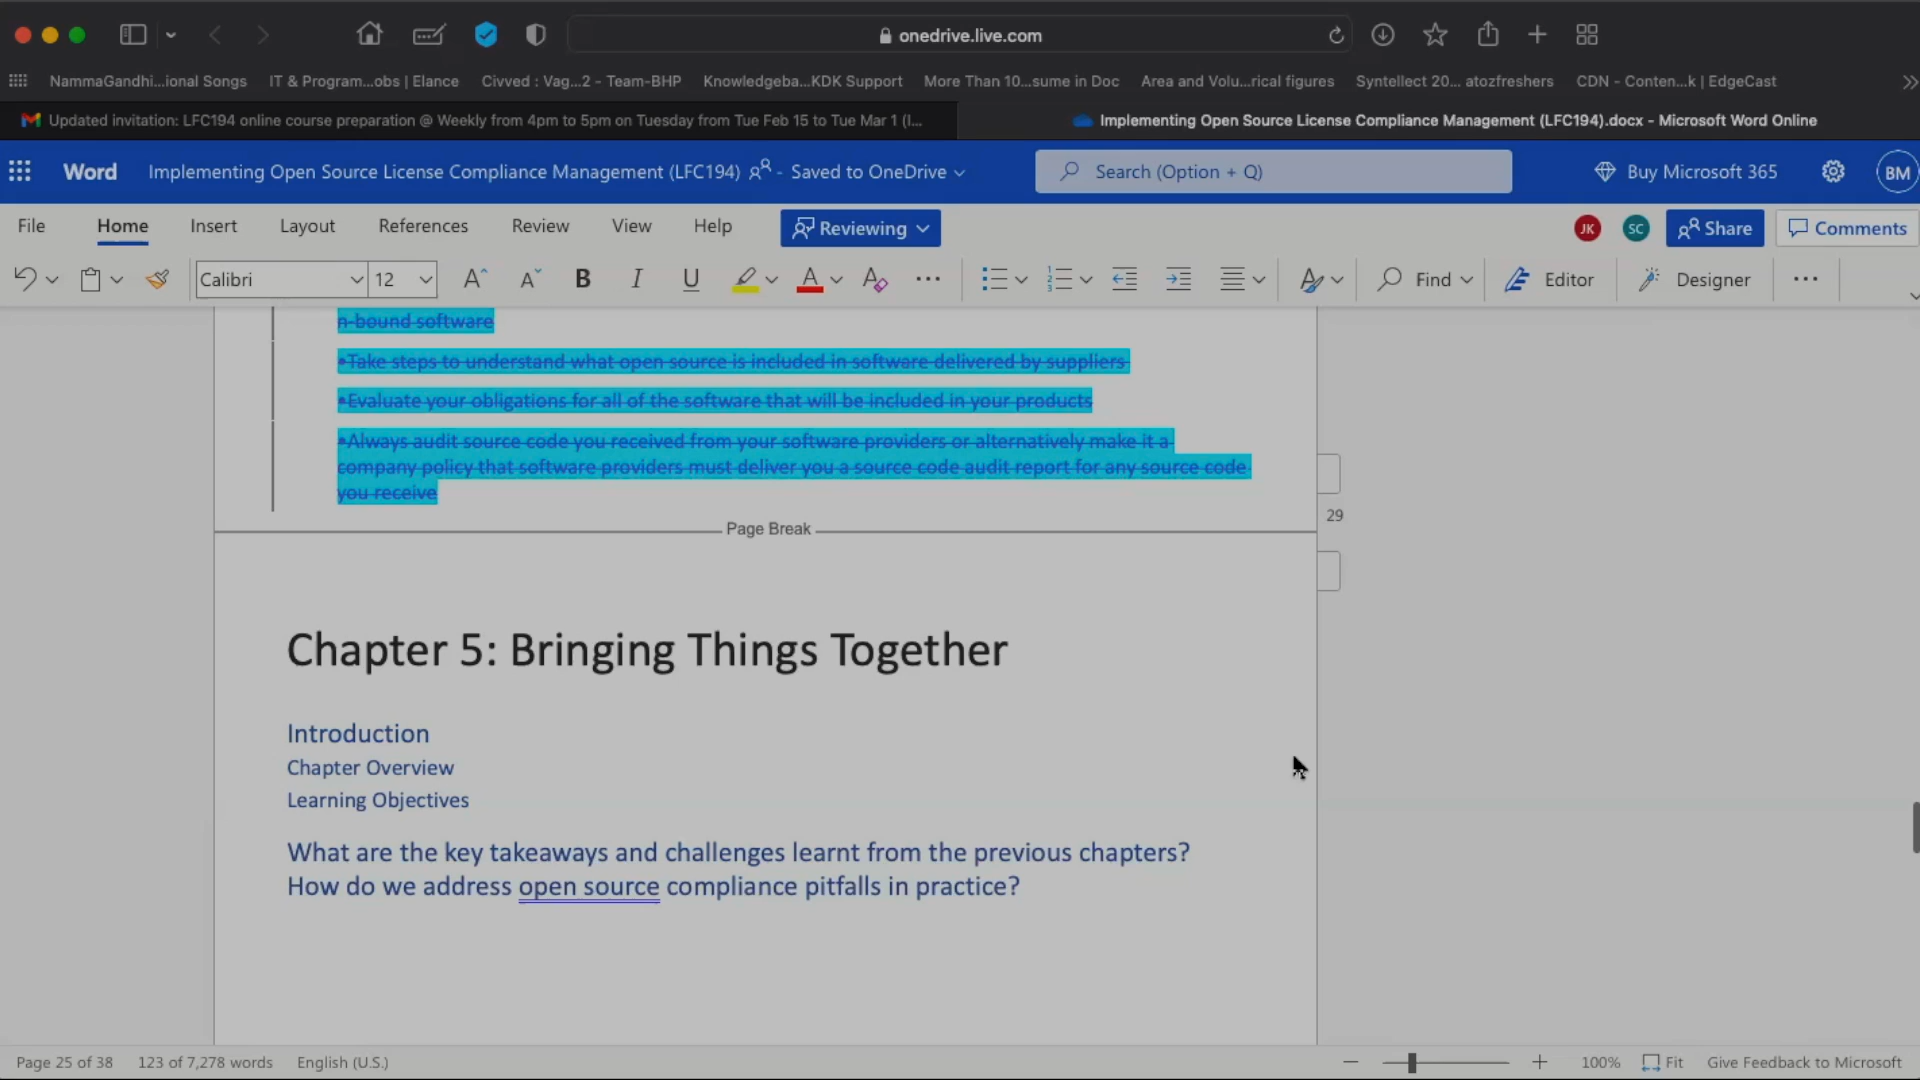 onedrive.live.com
NammaGandhi...ional Songs IT & Program...obs | Elance Civved : Vag...2 - Team-BHP Knowledgeba...KDK Support More Than 10...sume in Doc Area and Volu...rical figures Syntellect 20... atozfreshers CDN - Conten...k | EdgeCast
Updated invitation: LFC194 online course preparation @ Weekly from 4pm to 5pm on Tuesday from Tue Feb 15 to Tue Mar 1 (I... Implementing Open Source License Compliance Management (LFC194).docx - Microsoft Word Online
Word Implementing Open Source License Compliance Management (LFC194) - Saved to OneDrive Search (Option + Q) Buy Microsoft 365 BM
File Home Insert Layout References Review View Help Reviewing JK SC Share Comments
Calibri 12 A A B I U A A Find Editor Designer
n-bound software
•Take steps to understand what open source is included in software delivered by suppliers
•Evaluate your obligations for all of the software that will be included in your products
•Always audit source code you received from your software providers or alternatively make it a
company policy that software providers must deliver you a source code audit report for any source code
you receive
29
Page Break
Chapter 5: Bringing Things Together
Introduction
Chapter Overview
Learning Objectives
What are the key takeaways and challenges learnt from the previous chapters?
How do we address open source compliance pitfalls in practice?
Page 25 of 38 123 of 7,278 words English (U.S.) 100% Fit Give Feedback to Microsoft